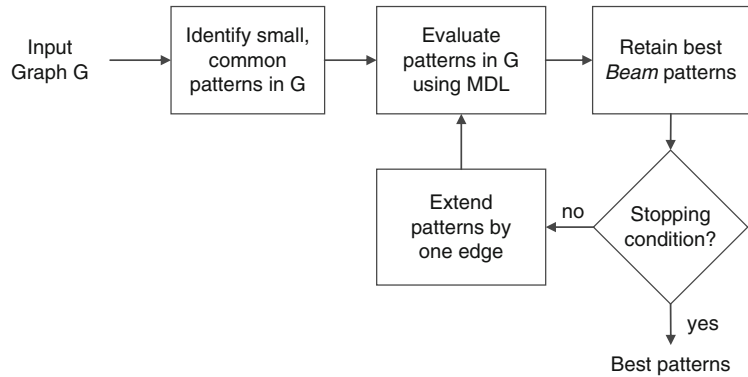 Input
Graph G
Identify small,
common
patterns in G
Evaluate
patterns in G
using MDL
Retain best
Beam patterns
Extend
patterns by
one edge
no
Stopping
condition?
yes
Best patterns